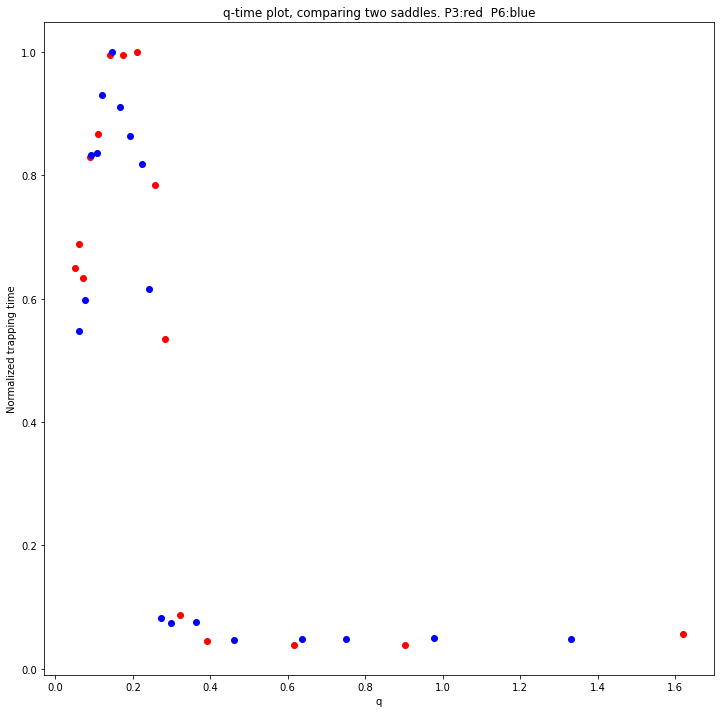 q-time plot, comparing two saddles. P3:red  P6:blue
Normalized trapping time
1.0
0.8
0.6
0.4
0.2
0.0
0.0 0.2 0.4 0.6 0.8 1.0 1.2 1.4 1.6
q